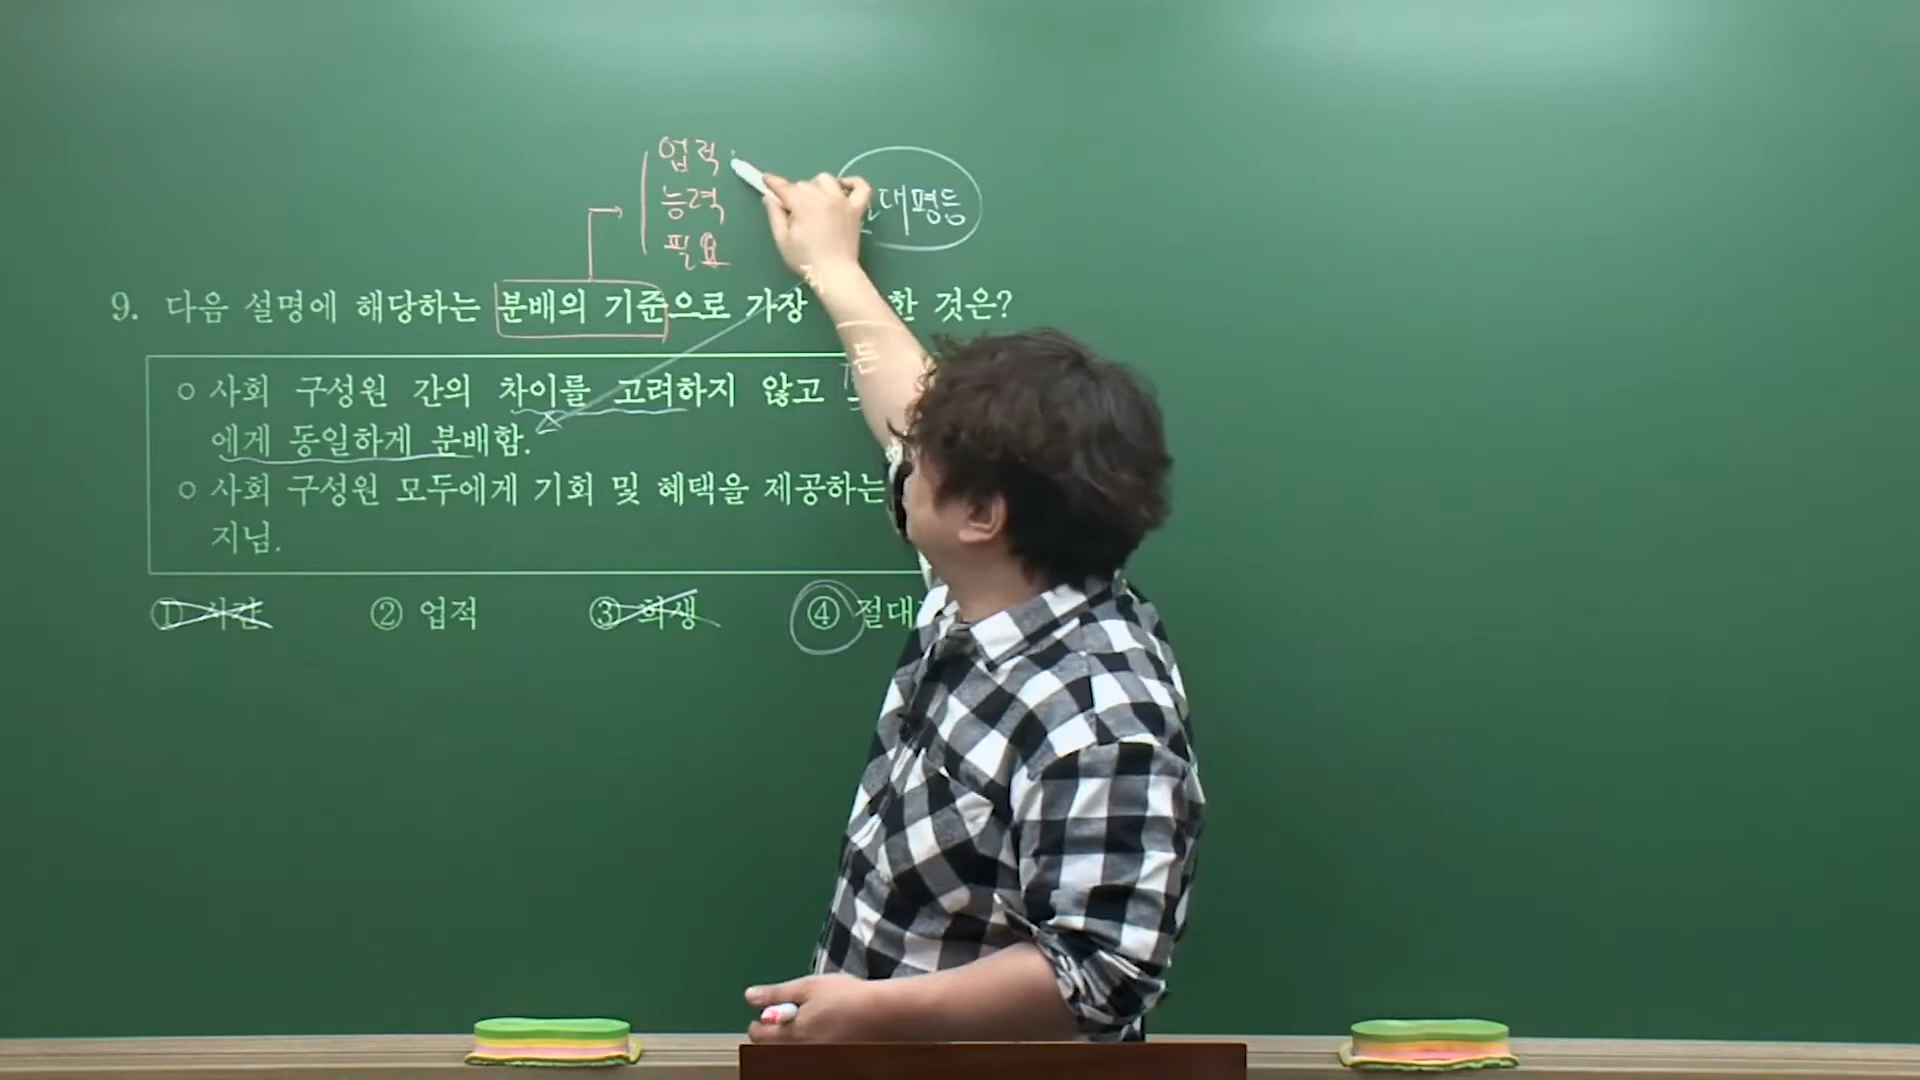 업적
능력
필요
대평등
9. 다음 설명에 해당하는 분배의 기준으로 가장 한 것은?
○ 사회 구성원 간의 차이를 고려하지 않고
에게 동일하게 분배함.
○ 사회 구성원 모두에게 기회 및 혜택을 제공하는
지님.
① 시간 ② 업적 ③ 희생 ④ 절대